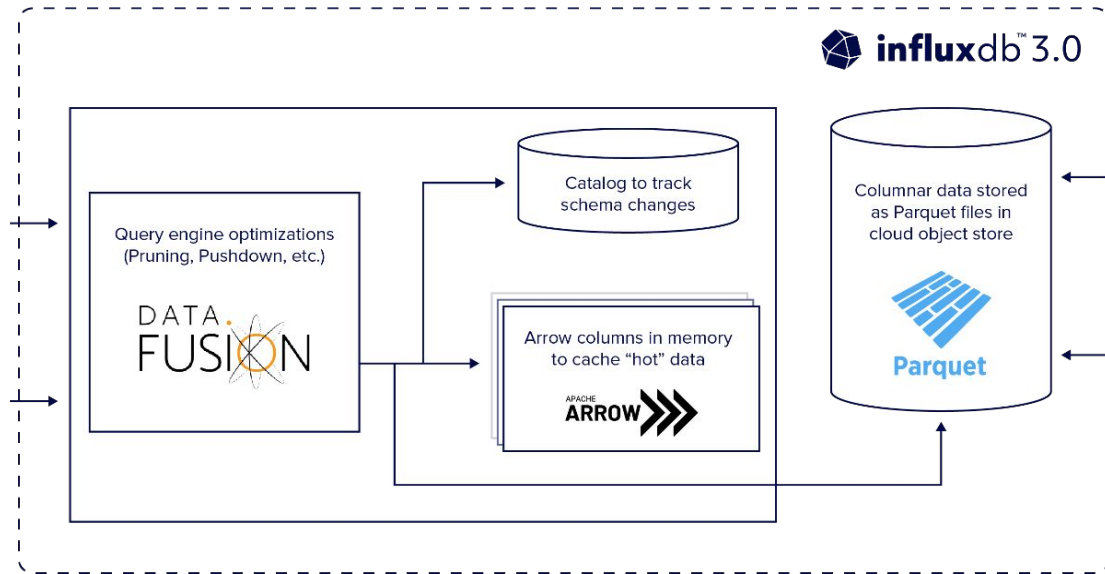 influxdb™ 3.0
Catalog to track
schema changes
Query engine optimizations
(Pruning, Pushdown, etc.)
DATA
FUSION
Arrow columns in memory
to cache “hot” data
APACHE
ARROW
Columnar data stored
as Parquet files in
cloud object store
Parquet